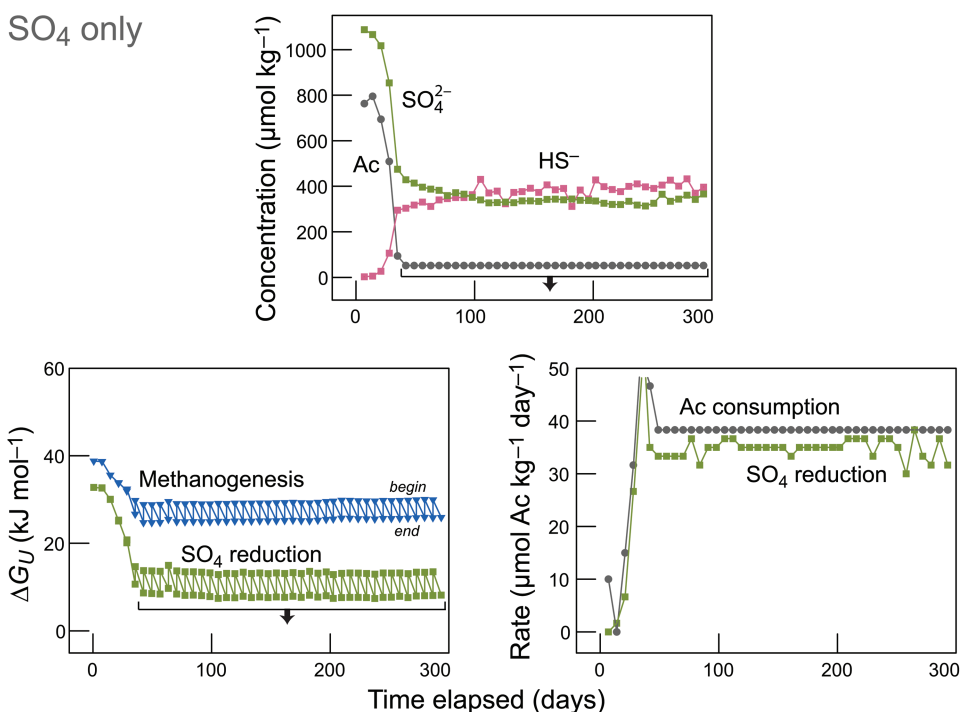 SO₄ only
Concentration (µmol kg⁻¹)
1000
800
600
400
200
0
SO₄²⁻
Ac
HS⁻
0 100 200 300
ΔG_U (kJ mol⁻¹)
60
40
20
0
Methanogenesis
begin
end
SO₄ reduction
0 100 200 300
Rate (µmol Ac kg⁻¹ day⁻¹)
50
40
30
20
10
0
Ac consumption
SO₄ reduction
0 100 200 300
Time elapsed (days)